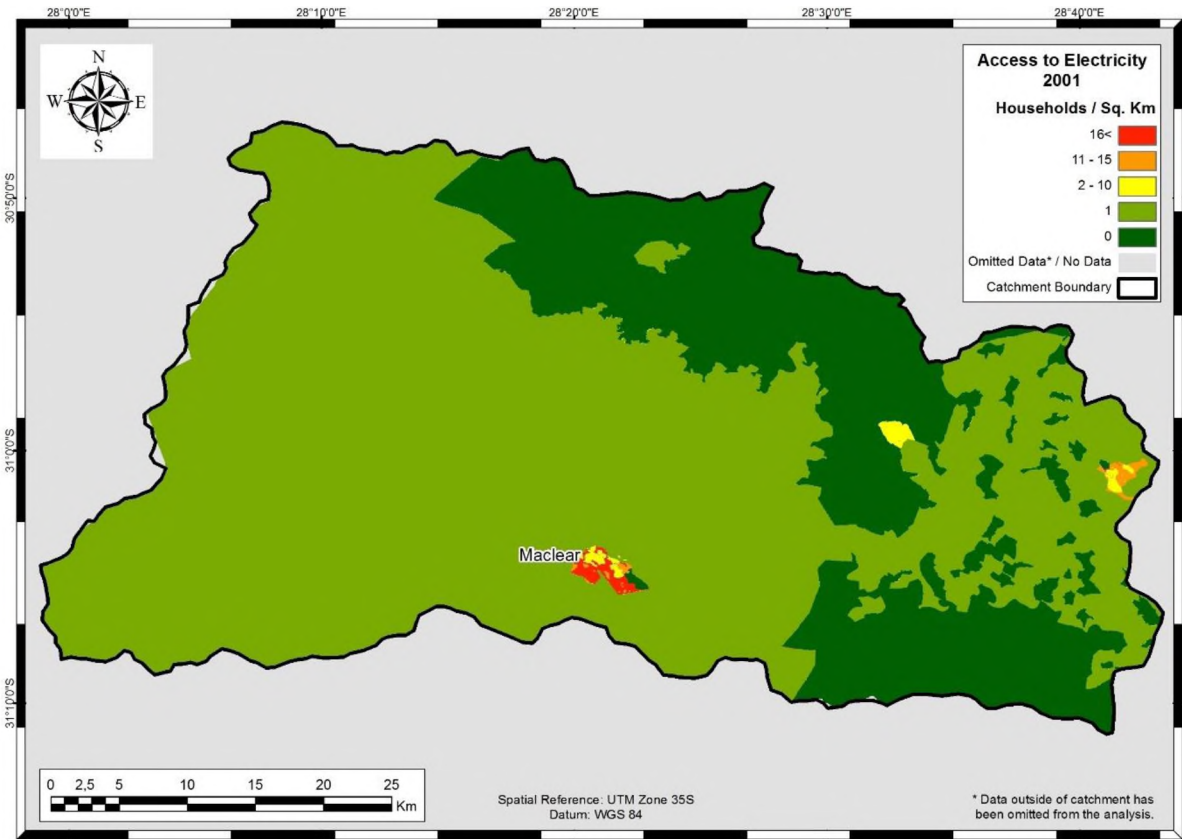 28°0'0"E
28°10'0"E
28°20'0"E
28°30'0"E
28°40'0"E
N
W E
S
Access to Electricity
2001
Households / Sq. Km
16<
11 - 15
2 - 10
1
0
Omitted Data* / No Data
Catchment Boundary
30°50'0"S
31°0'0"S
31°10'0"S
Maclear
0 2,5 5 10 15 20 25
Km
Spatial Reference: UTM Zone 35S
Datum: WGS 84
* Data outside of catchment has
been omitted from the analysis.